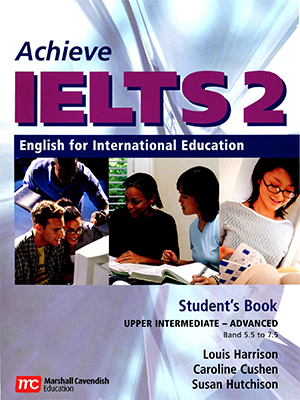 Achieve
IELTS 2
English for International Education
Student's Book
UPPER INTERMEDIATE – ADVANCED
Band 5.5 to 7.5
Louis Harrison
Caroline Cushen
Susan Hutchison
mc Marshall Cavendish
Education